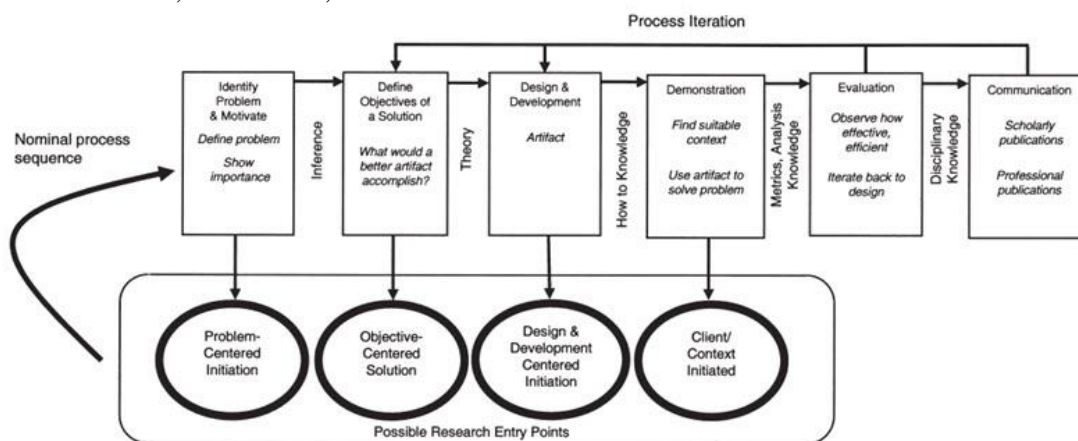 Process Iteration
Nominal process
sequence
Identify
Problem
& Motivate
Define problem
Show
importance
Inference
Define
Objectives of
a Solution
What would a
better artifact
accomplish?
Theory
Design &
Development
Artifact
How to Knowledge
Demonstration
Find suitable
context
Use artifact to
solve problem
Metrics, Analysis
Knowledge
Evaluation
Observe how
effective,
efficient
Iterate back to
design
Disciplinary
Knowledge
Communication
Scholarly
publications
Professional
publications
Problem-
Centered
Initiation
Objective-
Centered
Solution
Design &
Development
Centered
Initiation
Client/
Context
Initiated
Possible Research Entry Points